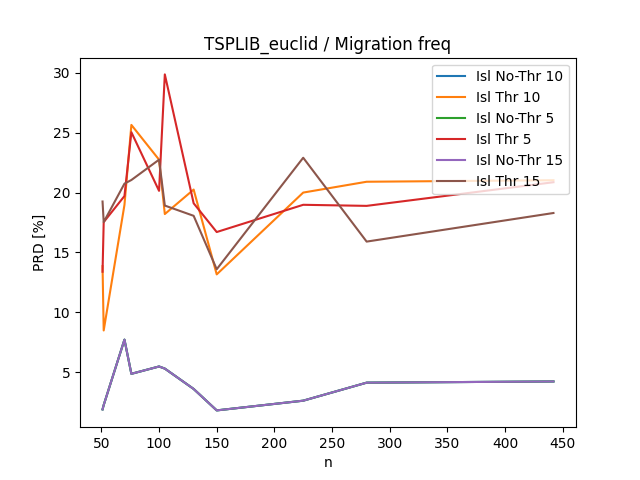 TSPLIB_euclid / Migration freq
PRD [%]
30
25
20
15
10
5
Isl No-Thr 10
Isl Thr 10
Isl No-Thr 5
Isl Thr 5
Isl No-Thr 15
Isl Thr 15
50 100 150 200 250 300 350 400 450
n